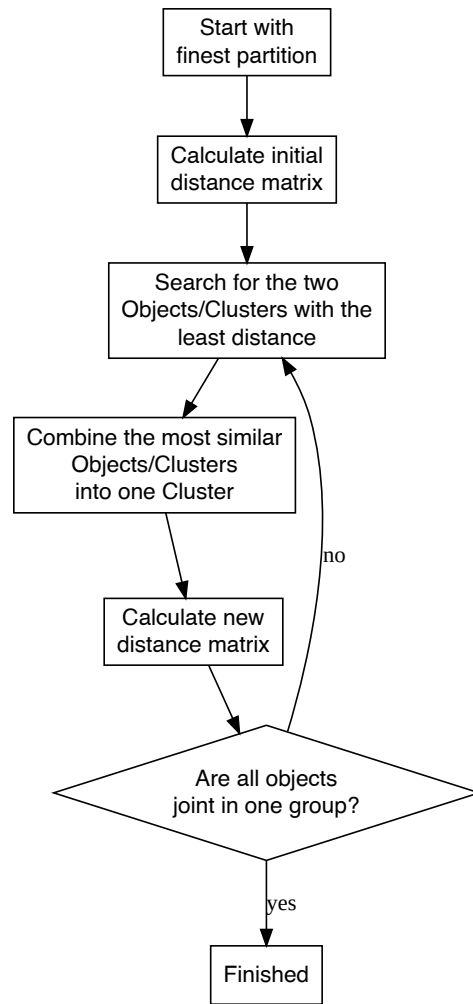 Start with
finest partition
Calculate initial
distance matrix
Search for the two
Objects/Clusters with the
least distance
Combine the most similar
Objects/Clusters
into one Cluster
no
Calculate new
distance matrix
Are all objects
joint in one group?
yes
Finished